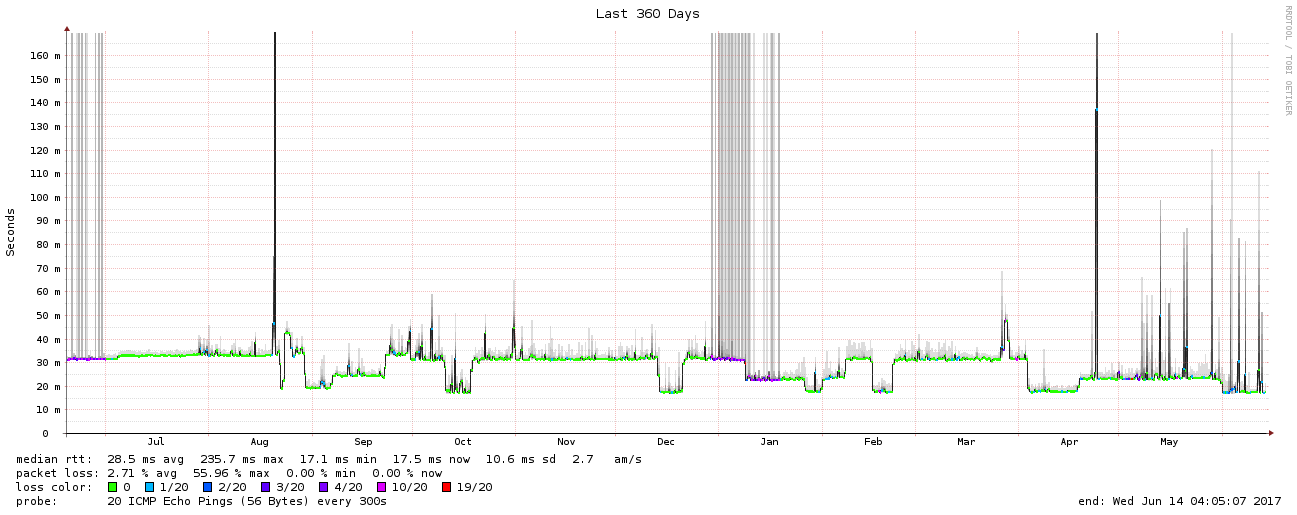 Last 360 Days
RRDTOOL / TOBI OETIKER
Seconds
160 m
150 m
140 m
130 m
120 m
110 m
100 m
90 m
80 m
70 m
60 m
50 m
40 m
30 m
20 m
10 m
0
Jul Aug Sep Oct Nov Dec Jan Feb Mar Apr May
median rtt: 28.5 ms avg 235.7 ms max 17.1 ms min 17.5 ms now 10.6 ms sd 2.7 am/s
packet loss: 2.71 % avg 55.96 % max 0.00 % min 0.00 % now
loss color: 0 1/20 2/20 3/20 4/20 10/20 19/20
probe: 20 ICMP Echo Pings (56 Bytes) every 300s end: Wed Jun 14 04:05:07 2017